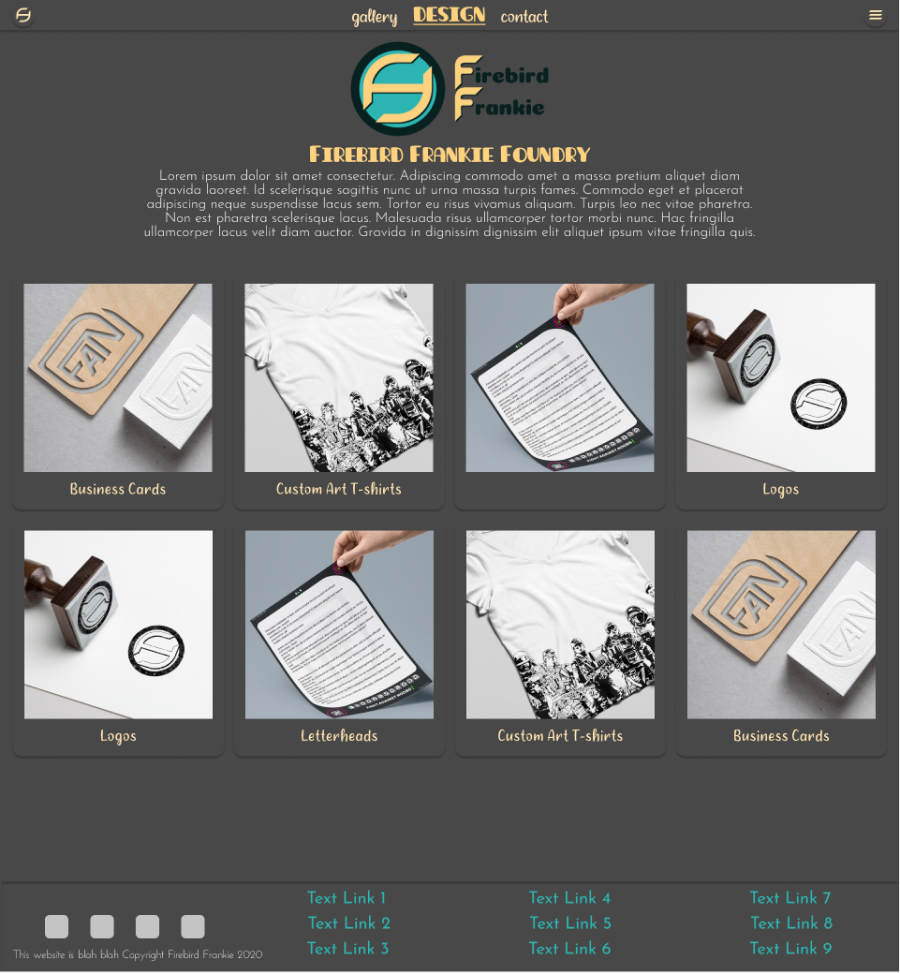 gallery DESIGN contact
Firebird
Frankie
Firebird Frankie Foundry
Lorem ipsum dolor sit amet consectetur. Adipiscing commodo amet a massa pretium aliquet diam
gravida laoreet. Id scelerisque sagittis nunc ut urna massa turpis fames. Commodo eget et placerat
adipiscing neque suspendisse lacus sem. Tortor eu risus vivamus aliquam. Turpis leo nec vitae pharetra.
Non est pharetra scelerisque lacus. Malesuada risus ullamcorper tortor morbi nunc. Hac fringilla
ullamcorper lacus velit diam auctor. Gravida in dignissim dignissim elit aliquet ipsum vitae fringilla quis.
Business Cards
Custom Art T-shirts
Logos
Logos
Letterheads
Custom Art T-shirts
Business Cards
Text Link 1
Text Link 2
Text Link 3
Text Link 4
Text Link 5
Text Link 6
Text Link 7
Text Link 8
Text Link 9
This website is blah blah Copyright Firebird Frankie 2020